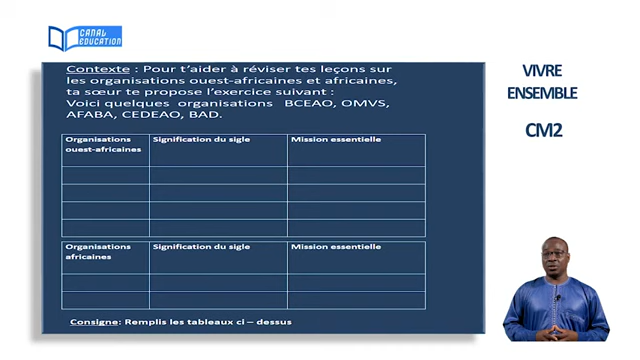 CANAL
EDUCATION
Contexte : Pour t'aider à réviser tes leçons sur
les organisations ouest-africaines et africaines,
ta sœur te propose l'exercice suivant :
Voici quelques organisations BCEAO, OMVS,
AFABA, CEDEAO, BAD.
VIVRE
ENSEMBLE
CM2
Organisations
ouest-africaines
Signification du sigle
Mission essentielle
Organisations
africaines
Signification du sigle
Mission essentielle
Consigne: Remplis les tableaux ci – dessus